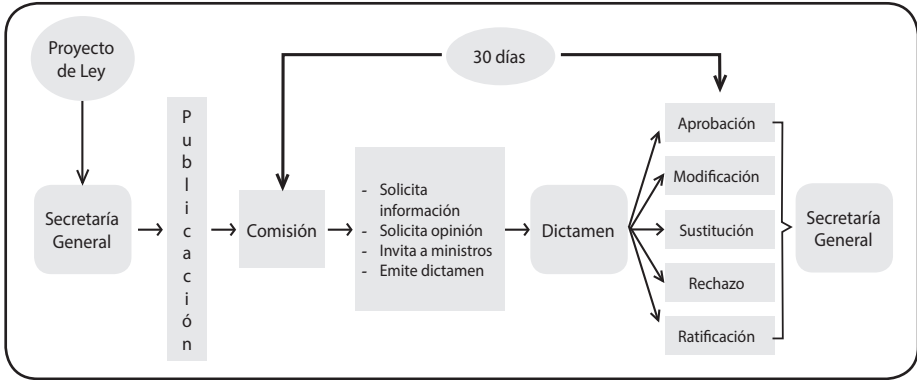 Proyecto
de Ley
30 días
Secretaría
General
Publicación
Comisión
- Solicita
información
- Solicita opinión
- Invita a ministros
- Emite dictamen
Dictamen
Aprobación
Modificación
Sustitución
Rechazo
Ratificación
Secretaría
General